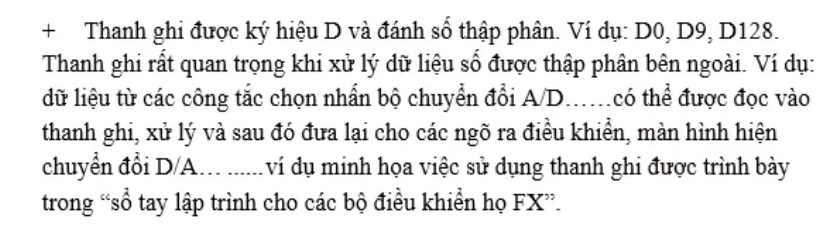 + Thanh ghi được ký hiệu D và đánh số thập phân. Ví dụ: D0, D9, D128.
Thanh ghi rất quan trọng khi xử lý dữ liệu số được thập phân bên ngoài. Ví dụ:
dữ liệu từ các công tắc chọn nhấn bộ chuyển đổi A/D……có thể được đọc vào
thanh ghi, xử lý và sau đó đưa lại cho các ngõ ra điều khiển, màn hình hiện
chuyển đổi D/A… ......ví dụ minh họa việc sử dụng thanh ghi được trình bày
trong “sổ tay lập trình cho các bộ điều khiển họ FX”.